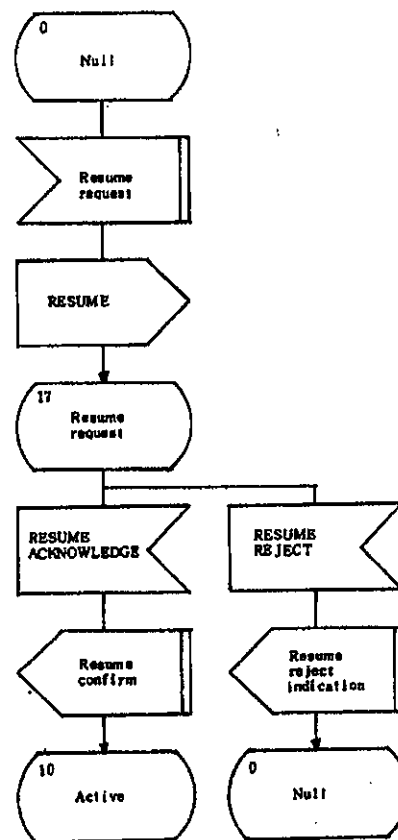 0
Null
Resume
request
RESUME
17
Resume
request
RESUME
ACKNOWLEDGE
RESUME
REJECT
Resume
confirm
Resume
reject
indication
10
Active
0
Null